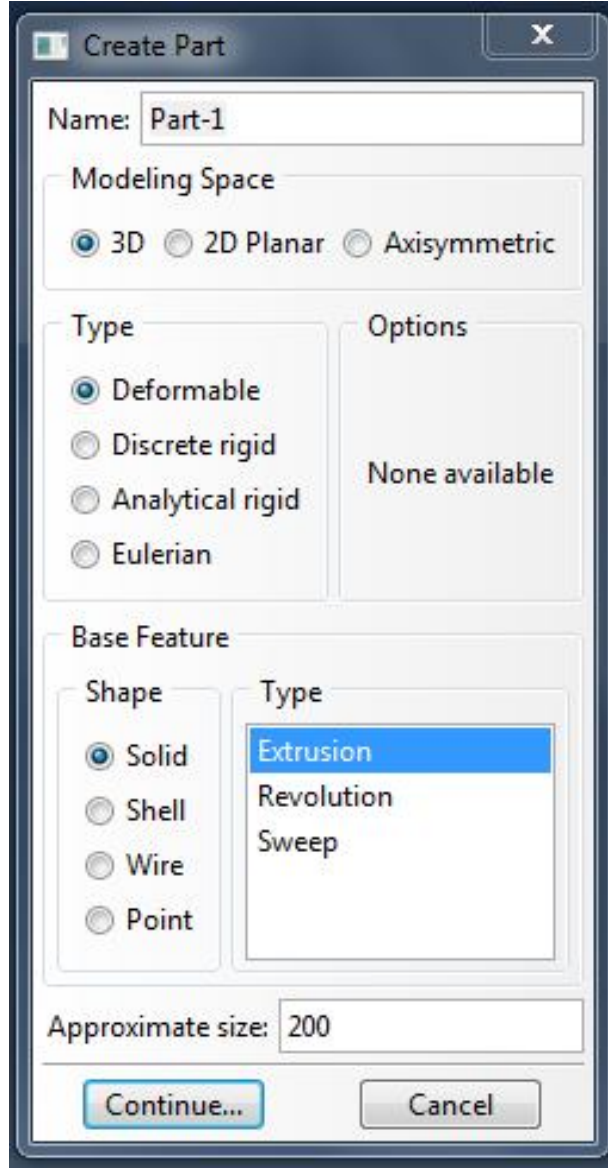 Create Part
X
Name: Part-1
Modeling Space
3D 2D Planar Axisymmetric
Type
Deformable
Discrete rigid
Analytical rigid
Eulerian
Options
None available
Base Feature
Shape
Solid
Shell
Wire
Point
Type
Extrusion
Revolution
Sweep
Approximate size: 200
Continue... Cancel